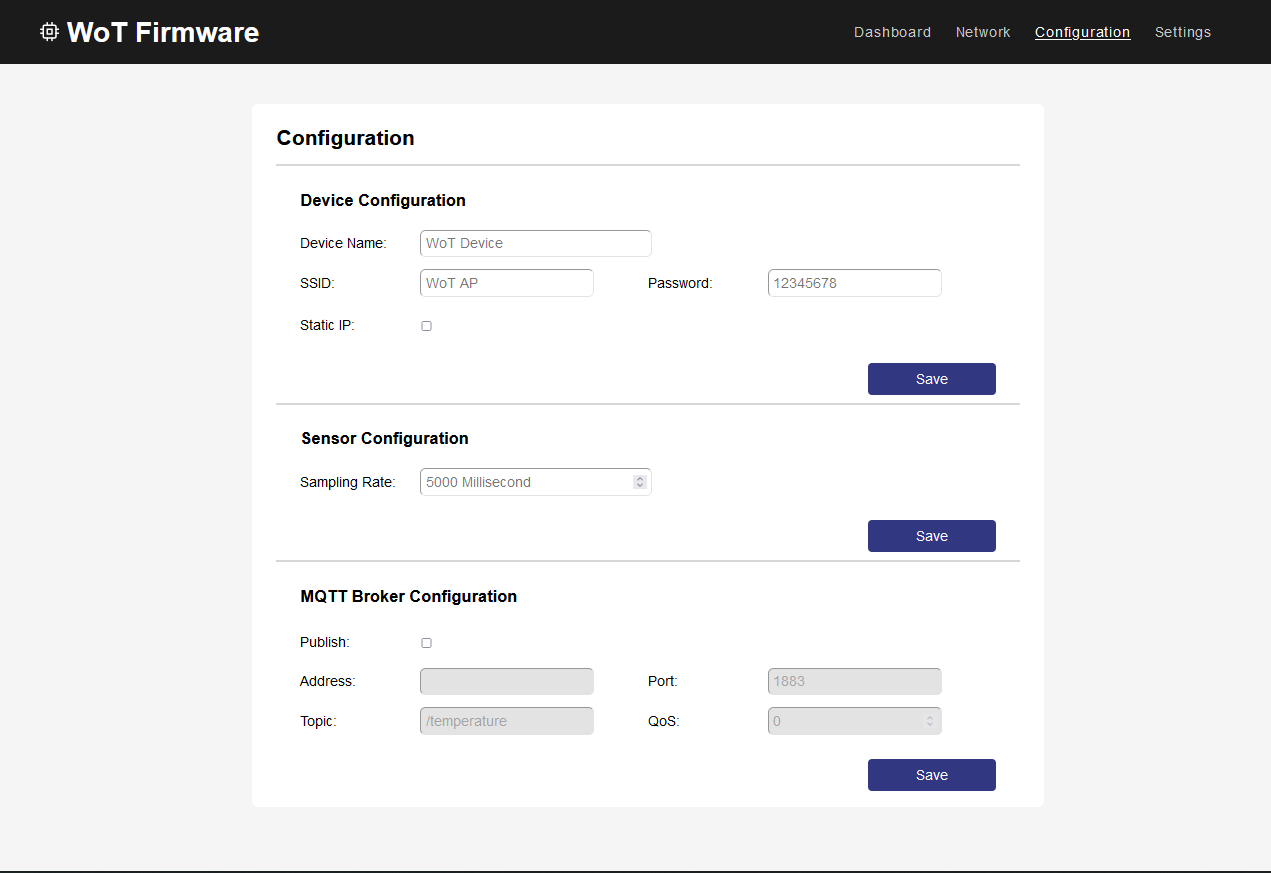 WoT Firmware
Dashboard Network Configuration Settings
Configuration
Device Configuration
Device Name: WoT Device
SSID: WoT AP Password: 12345678
Static IP:
Save
Sensor Configuration
Sampling Rate: 5000 Millisecond
Save
MQTT Broker Configuration
Publish:
Address: Port: 1883
Topic: /temperature QoS: 0
Save